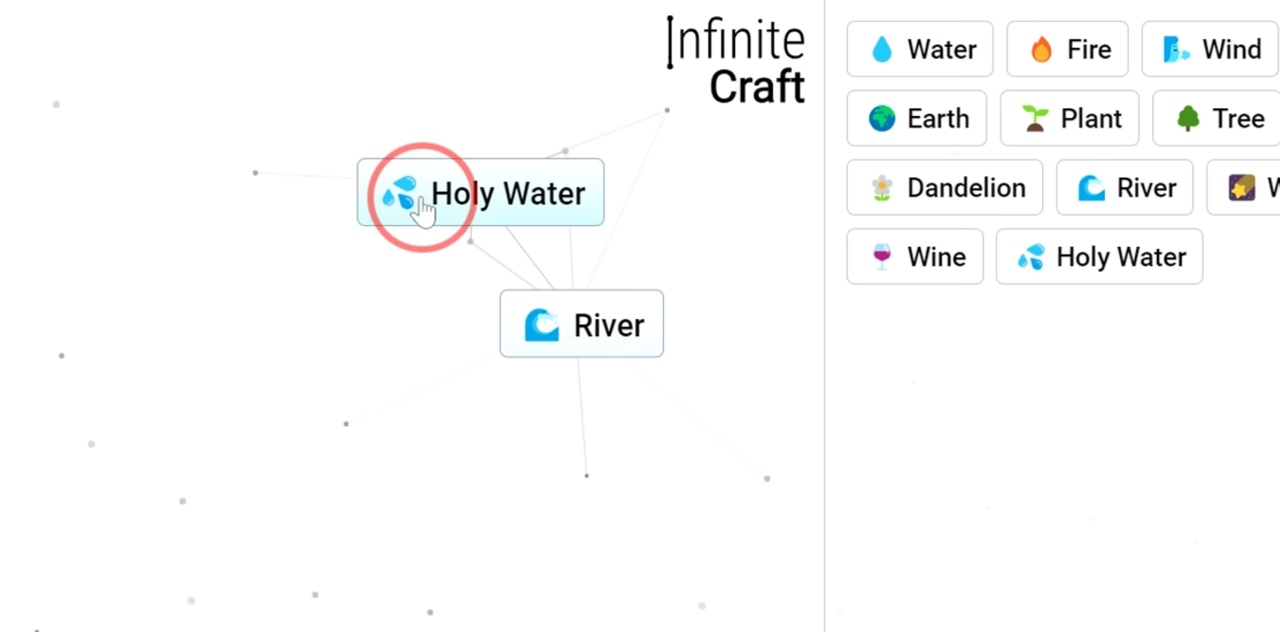 Infinite
Craft
Holy Water
River
Water Fire Wind
Earth Plant Tree
Dandelion River
Wine Holy Water